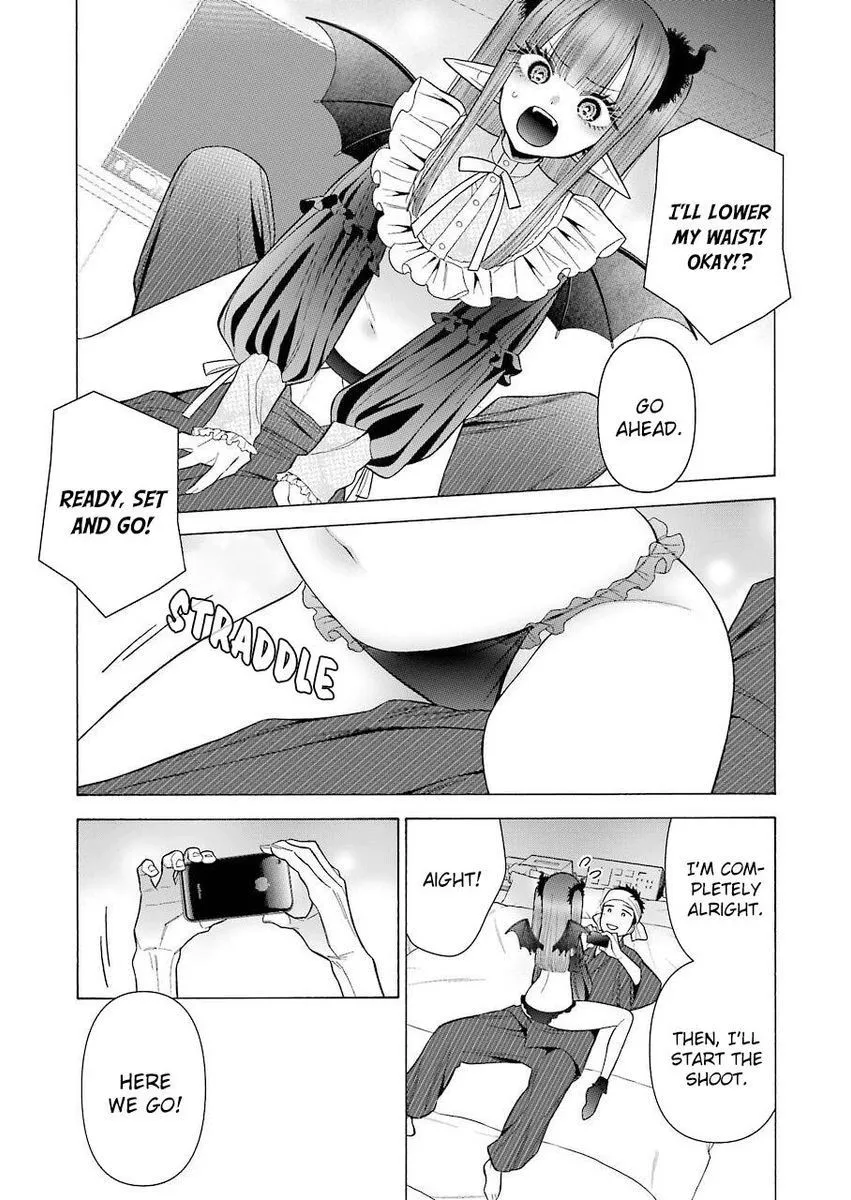 I'LL LOWER
MY WAIST!
OKAY!?
GO
AHEAD.
READY, SET
AND GO!
STRADDLE
I'M COM-
PLETELY
ALRIGHT.
AIGHT!
THEN, I'LL
START THE
SHOOT.
HERE
WE GO!